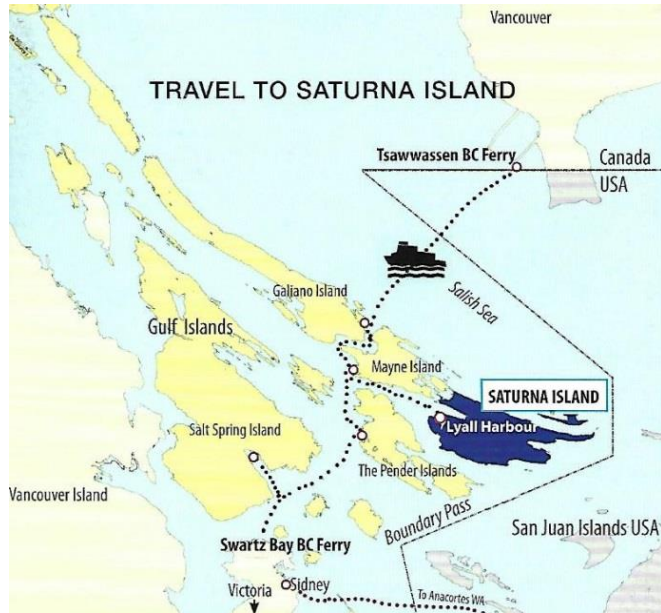 Vancouver
TRAVEL TO SATURNA ISLAND
Tsawwassen BC Ferry
Canada
USA
Salish Sea
Galiano Island
Gulf Islands
Mayne Island
SATURNA ISLAND
Lyall Harbour
Salt Spring Island
The Pender Islands
Vancouver Island
Boundary Pass
San Juan Islands USA
Swartz Bay BC Ferry
Victoria
Sidney
To Anacortes WA